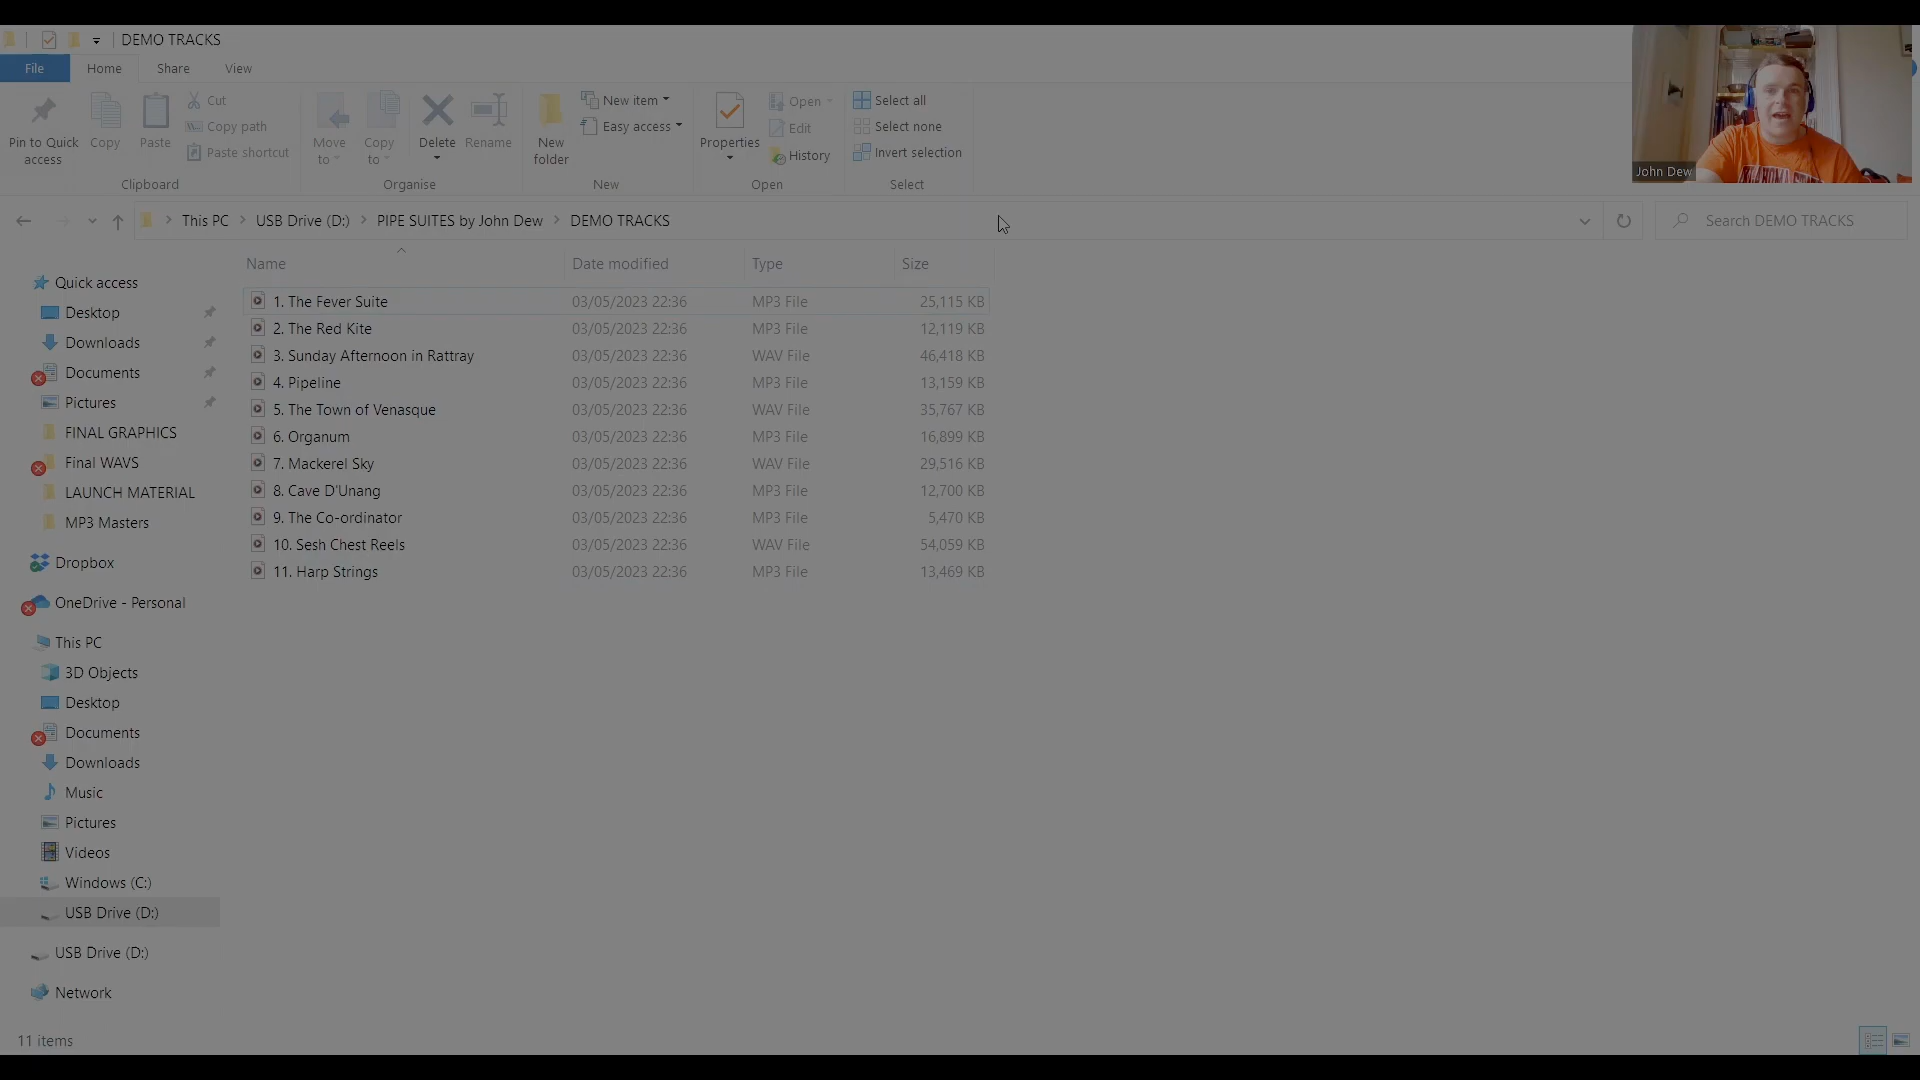 DEMO TRACKS
File Home Share View
Pin to Quick access
Copy
Paste
Cut
Copy path
Paste shortcut
Clipboard
Move to
Copy to
Delete
Rename
Organise
New folder
New item
Easy access
New
Properties
Open
Edit
History
Open
Select all
Select none
Invert selection
Select
John Dew
This PC USB Drive (D:) PIPE SUITES by John Dew DEMO TRACKS
Search DEMO TRACKS
Quick access
Desktop
Downloads
Documents
Pictures
FINAL GRAPHICS
Final WAVS
LAUNCH MATERIAL
MP3 Masters
Dropbox
OneDrive - Personal
This PC
3D Objects
Desktop
Documents
Downloads
Music
Pictures
Videos
Windows (C:)
USB Drive (D:)
USB Drive (D:)
Network
Name Date modified Type Size
1. The Fever Suite 03/05/2023 22:36 MP3 File 25,115 KB
2. The Red Kite 03/05/2023 22:36 MP3 File 12,119 KB
3. Sunday Afternoon in Rattray 03/05/2023 22:36 WAV File 46,418 KB
4. Pipeline 03/05/2023 22:36 MP3 File 13,159 KB
5. The Town of Venasque 03/05/2023 22:36 WAV File 35,767 KB
6. Organum 03/05/2023 22:36 MP3 File 16,899 KB
7. Mackerel Sky 03/05/2023 22:36 WAV File 29,516 KB
8. Cave D'Unang 03/05/2023 22:36 MP3 File 12,700 KB
9. The Co-ordinator 03/05/2023 22:36 MP3 File 5,470 KB
10. Sesh Chest Reels 03/05/2023 22:36 WAV File 54,059 KB
11. Harp Strings 03/05/2023 22:36 MP3 File 13,469 KB
11 items